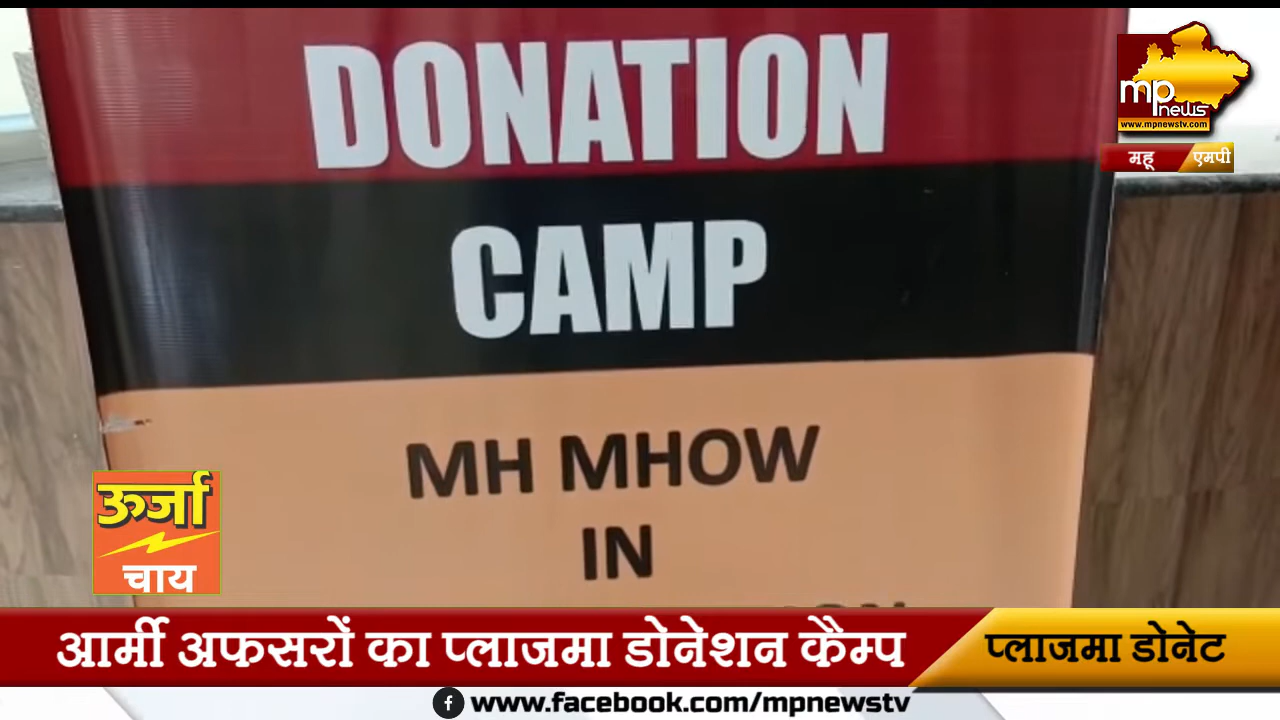 DONATION
CAMP
MH MHOW
IN
mp
news
www.mpnewstv.com
महू एमपी
ऊर्जा
चाय
आर्मी अफसरों का प्लाजमा डोनेशन कैम्प
प्लाजमा डोनेट
www.facebook.com/mpnewstv